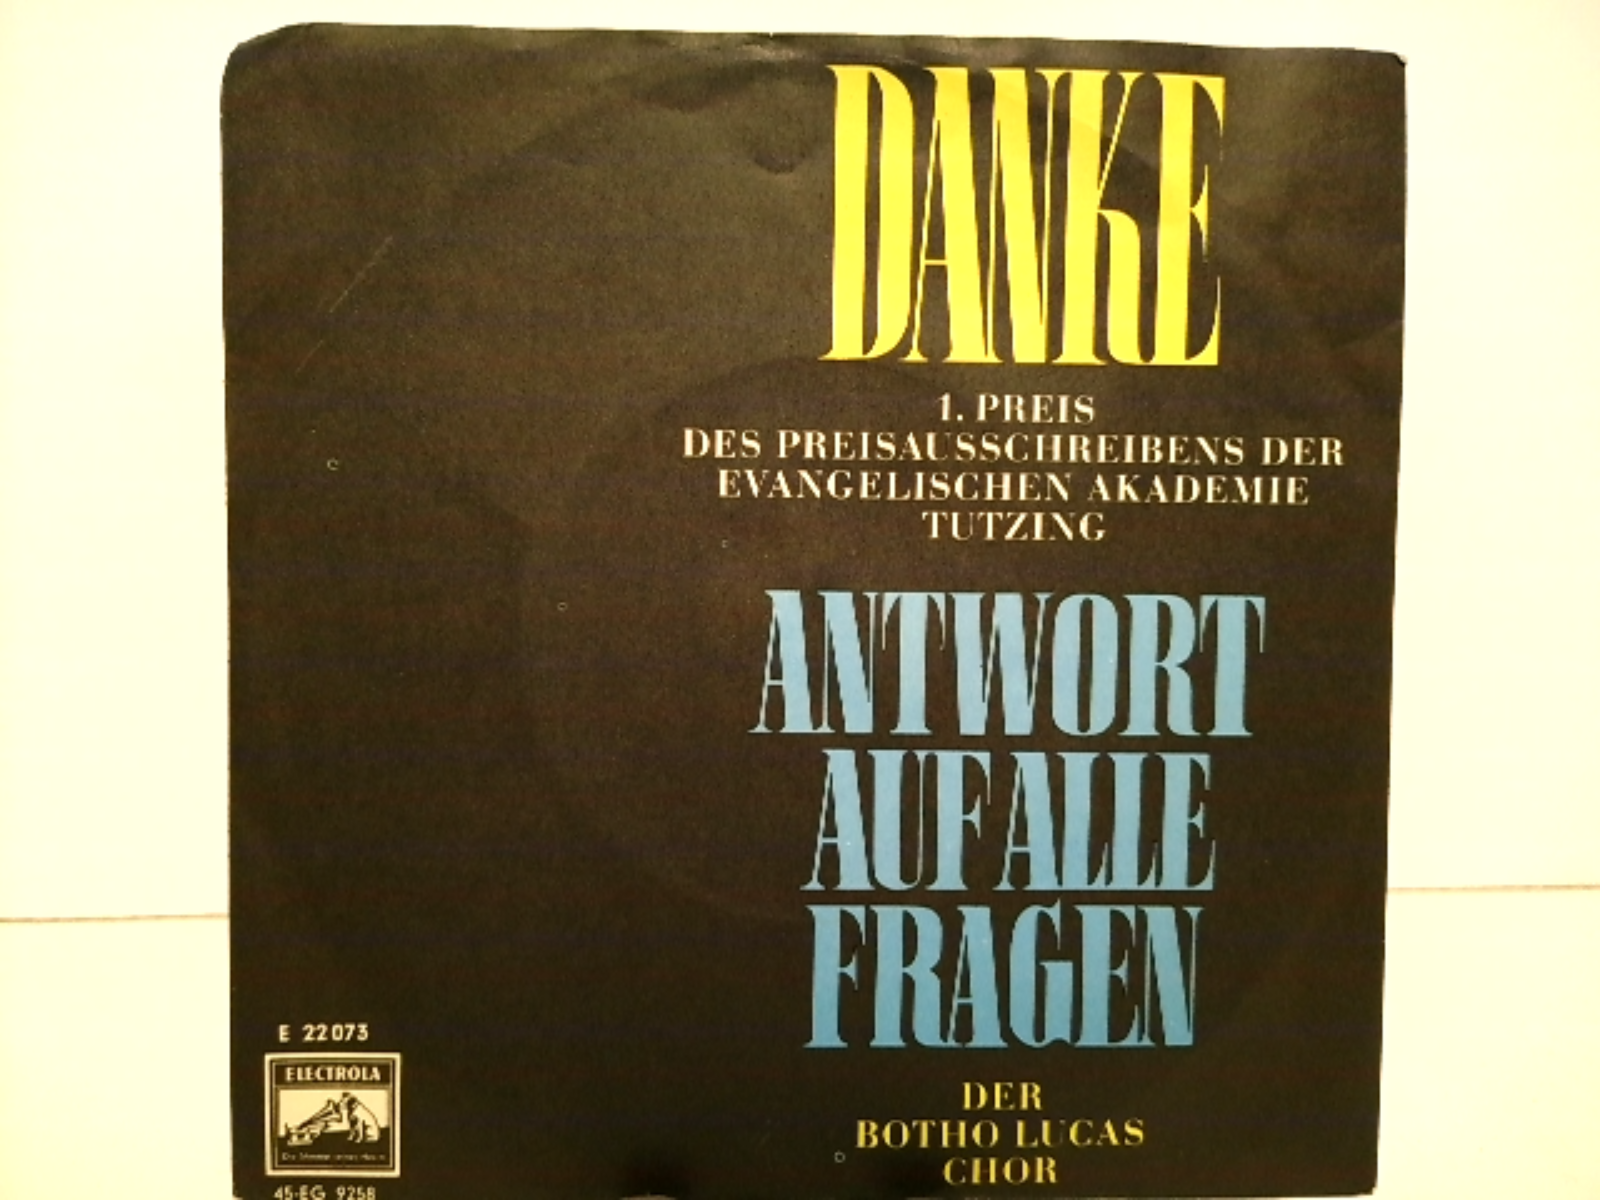 DANKE
1. PREIS
DES PREISAUSSCHREIBENS DER
EVANGELISCHEN AKADEMIE
TUTZING
ANTWORT
AUF ALLE
FRAGEN
DER
BOTHO LUCAS
CHOR
E 22073
ELECTROLA
45-EG 9258